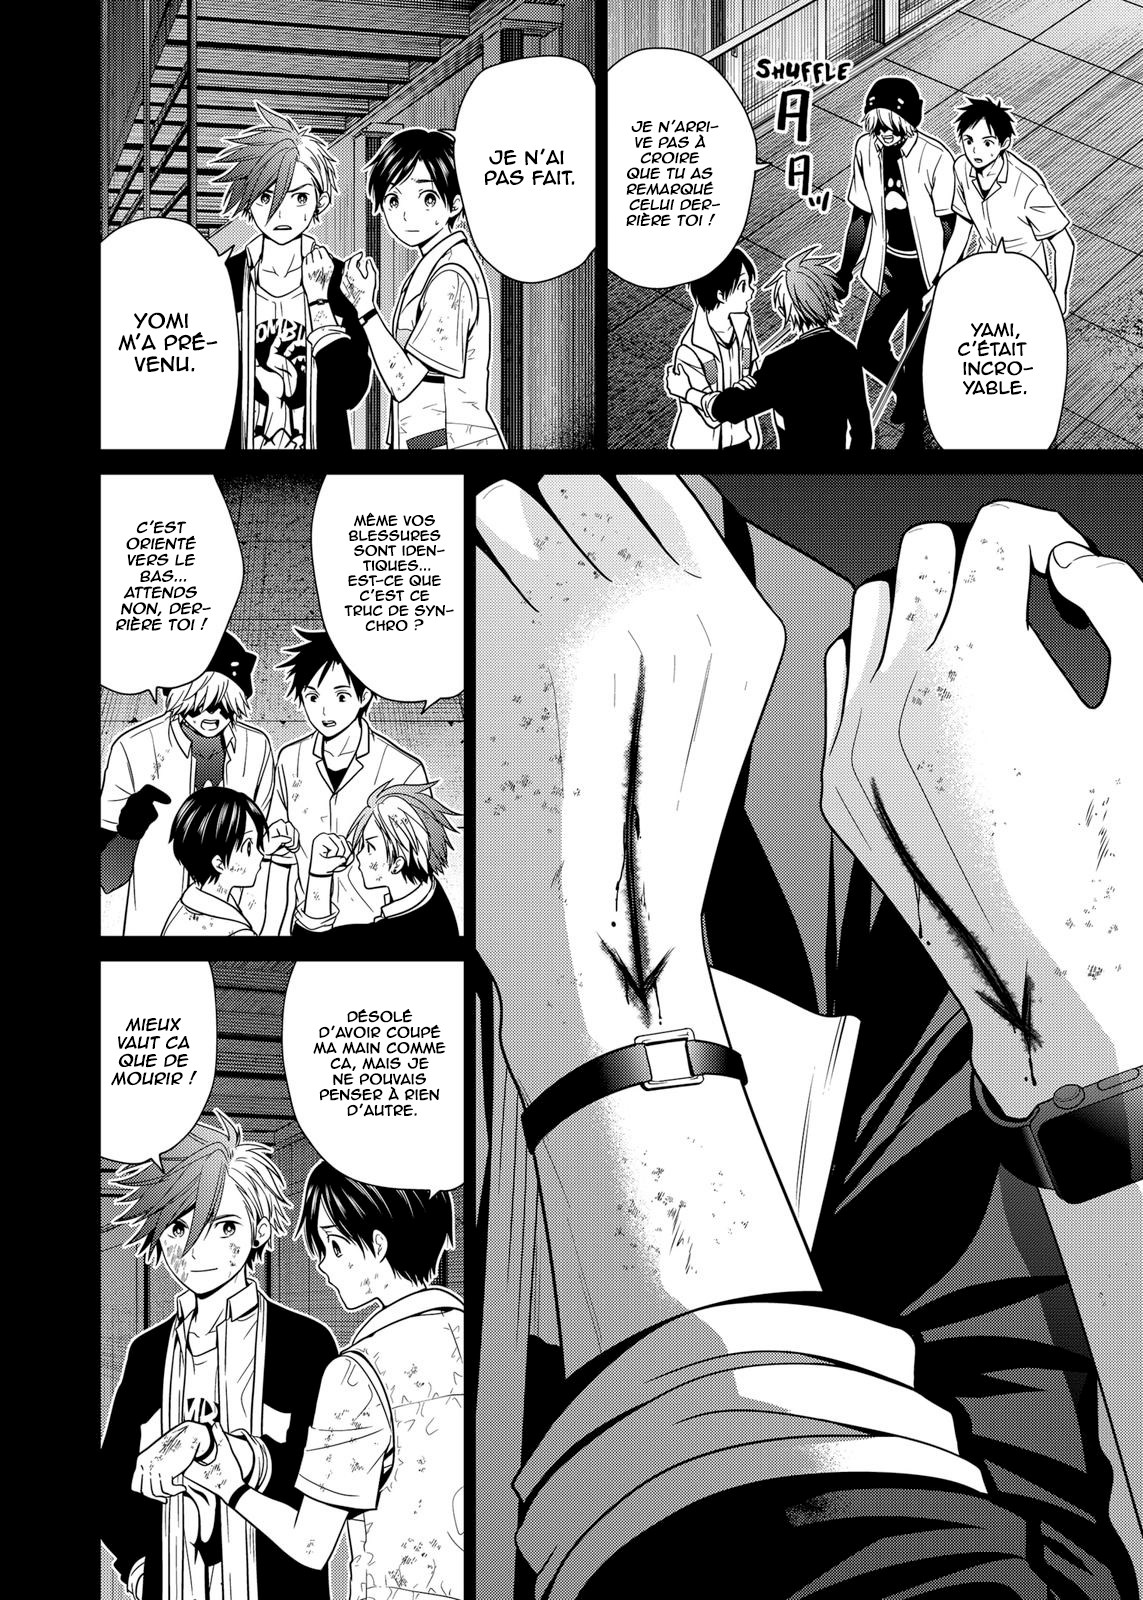 YAMI,
C'ÉTAIT
INCRO-
YABLE.
SHUFFLE
JE N'ARRI-
VE PAS À
CROIRE
QUE TU AS
REMARQUÉ
CELUI DER-
RIÈRE TOI !
JE N'AI
PAS FAIT.
YOMI
M'A PRÉ-
VENU.
MÊME VOS
BLESSURES
SONT IDEN-
TIQUES...
EST-CE QUE
C'EST CE
TRUC DE SYN-
CHRO ?
C'EST
ORIENTÉ
VERS LE
BAS...
ATTENDS
NON, DER-
RIÈRE TOI !
DÉSOLÉ
D'AVOIR COUPÉ
MA MAIN COMME
CA, MAIS JE
NE POUVAIS
PENSER À RIEN
D'AUTRE.
MIEUX
VAUT CA
QUE DE
MOURIR !